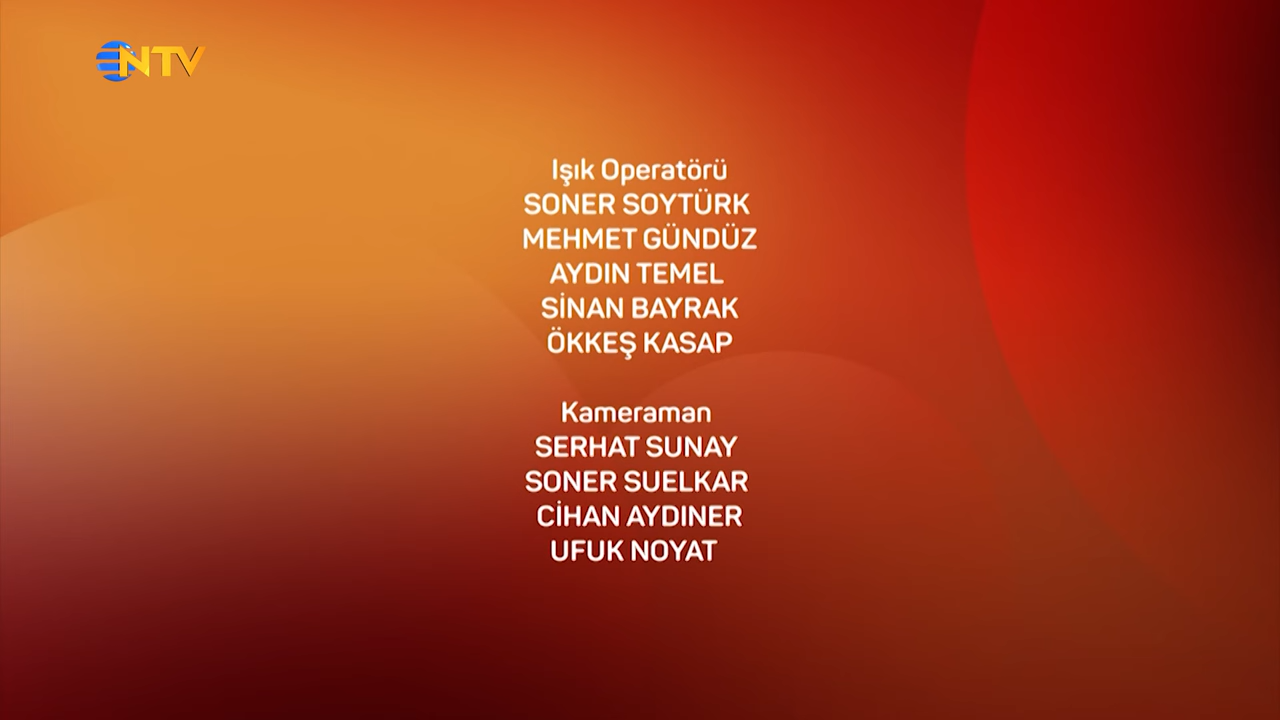 NTV
Işık Operatörü
SONER SOYTÜRK
MEHMET GÜNDÜZ
AYDIN TEMEL
SİNAN BAYRAK
ÖKKEŞ KASAP
Kameraman
SERHAT SUNAY
SONER SUELKAR
CİHAN AYDINER
UFUK NOYAT